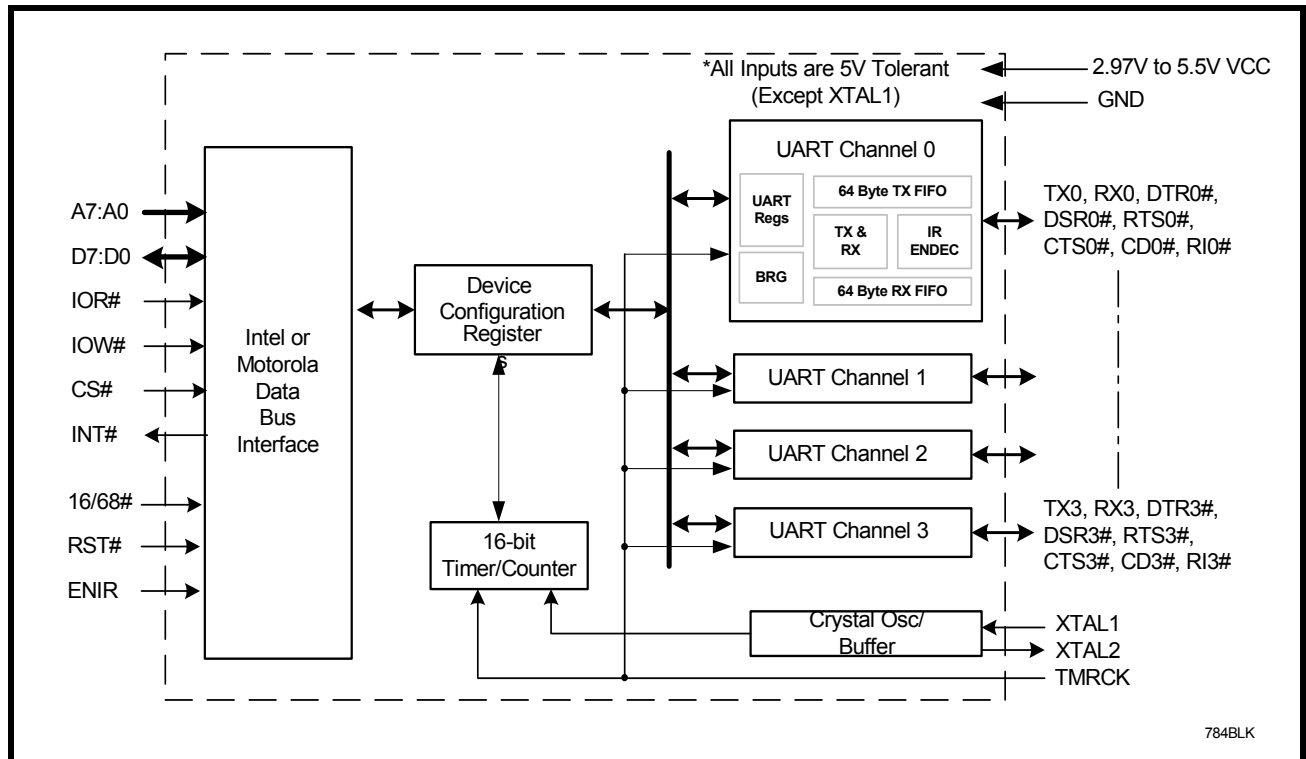 *All Inputs are 5V Tolerant
(Except XTAL1)
2.97V to 5.5V VCC
GND
A7:A0
D7:D0
IOR#
IOW#
CS#
INT#
16/68#
RST#
ENIR
Intel or
Motorola
Data
Bus
Interface
Device
Configuration
Register
s
16-bit
Timer/Counter
UART Channel 0
UART
Regs
BRG
64 Byte TX FIFO
TX &
RX
IR
ENDEC
64 Byte RX FIFO
UART Channel 1
UART Channel 2
UART Channel 3
Crystal Osc/
Buffer
TX0, RX0, DTR0#,
DSR0#, RTS0#,
CTS0#, CD0#, RI0#
TX3, RX3, DTR3#,
DSR3#, RTS3#,
CTS3#, CD3#, RI3#
XTAL1
XTAL2
TMRCK
784BLK